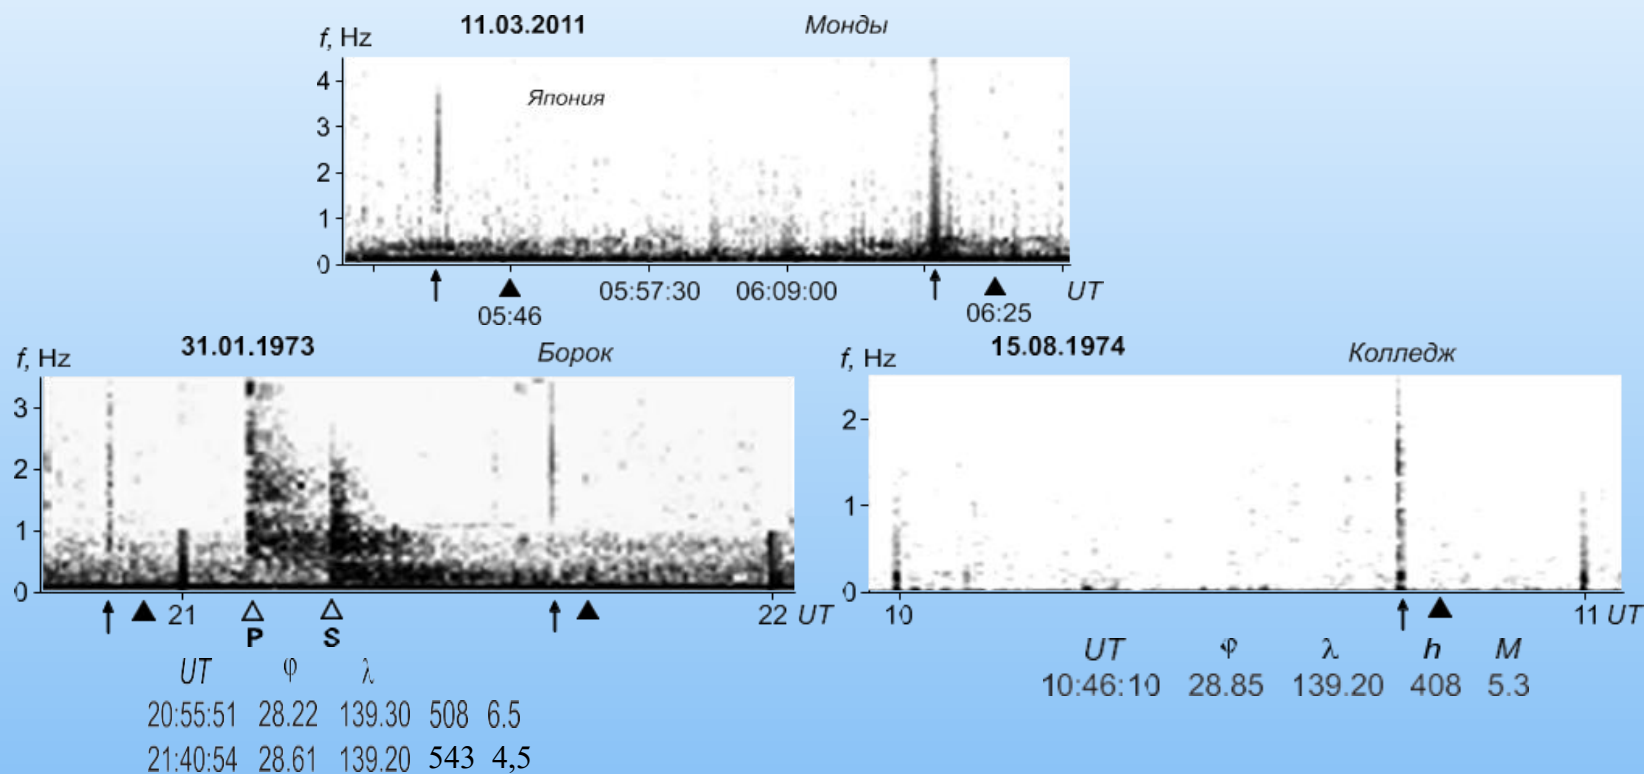 11.03.2011 Монды
f, Hz
4
Япония
3
2
1
0
05:57:30 06:09:00 UT
05:46 06:25
31.01.1973 Борок
f, Hz
3
2
1
0
21 22 UT
P S
UT φ λ
20:55:51 28.22 139.30 508 6.5
21:40:54 28.61 139.20 543 4,5
15.08.1974 Колледж
f, Hz
2
1
0
10 11 UT
UT φ λ h M
10:46:10 28.85 139.20 408 5.3